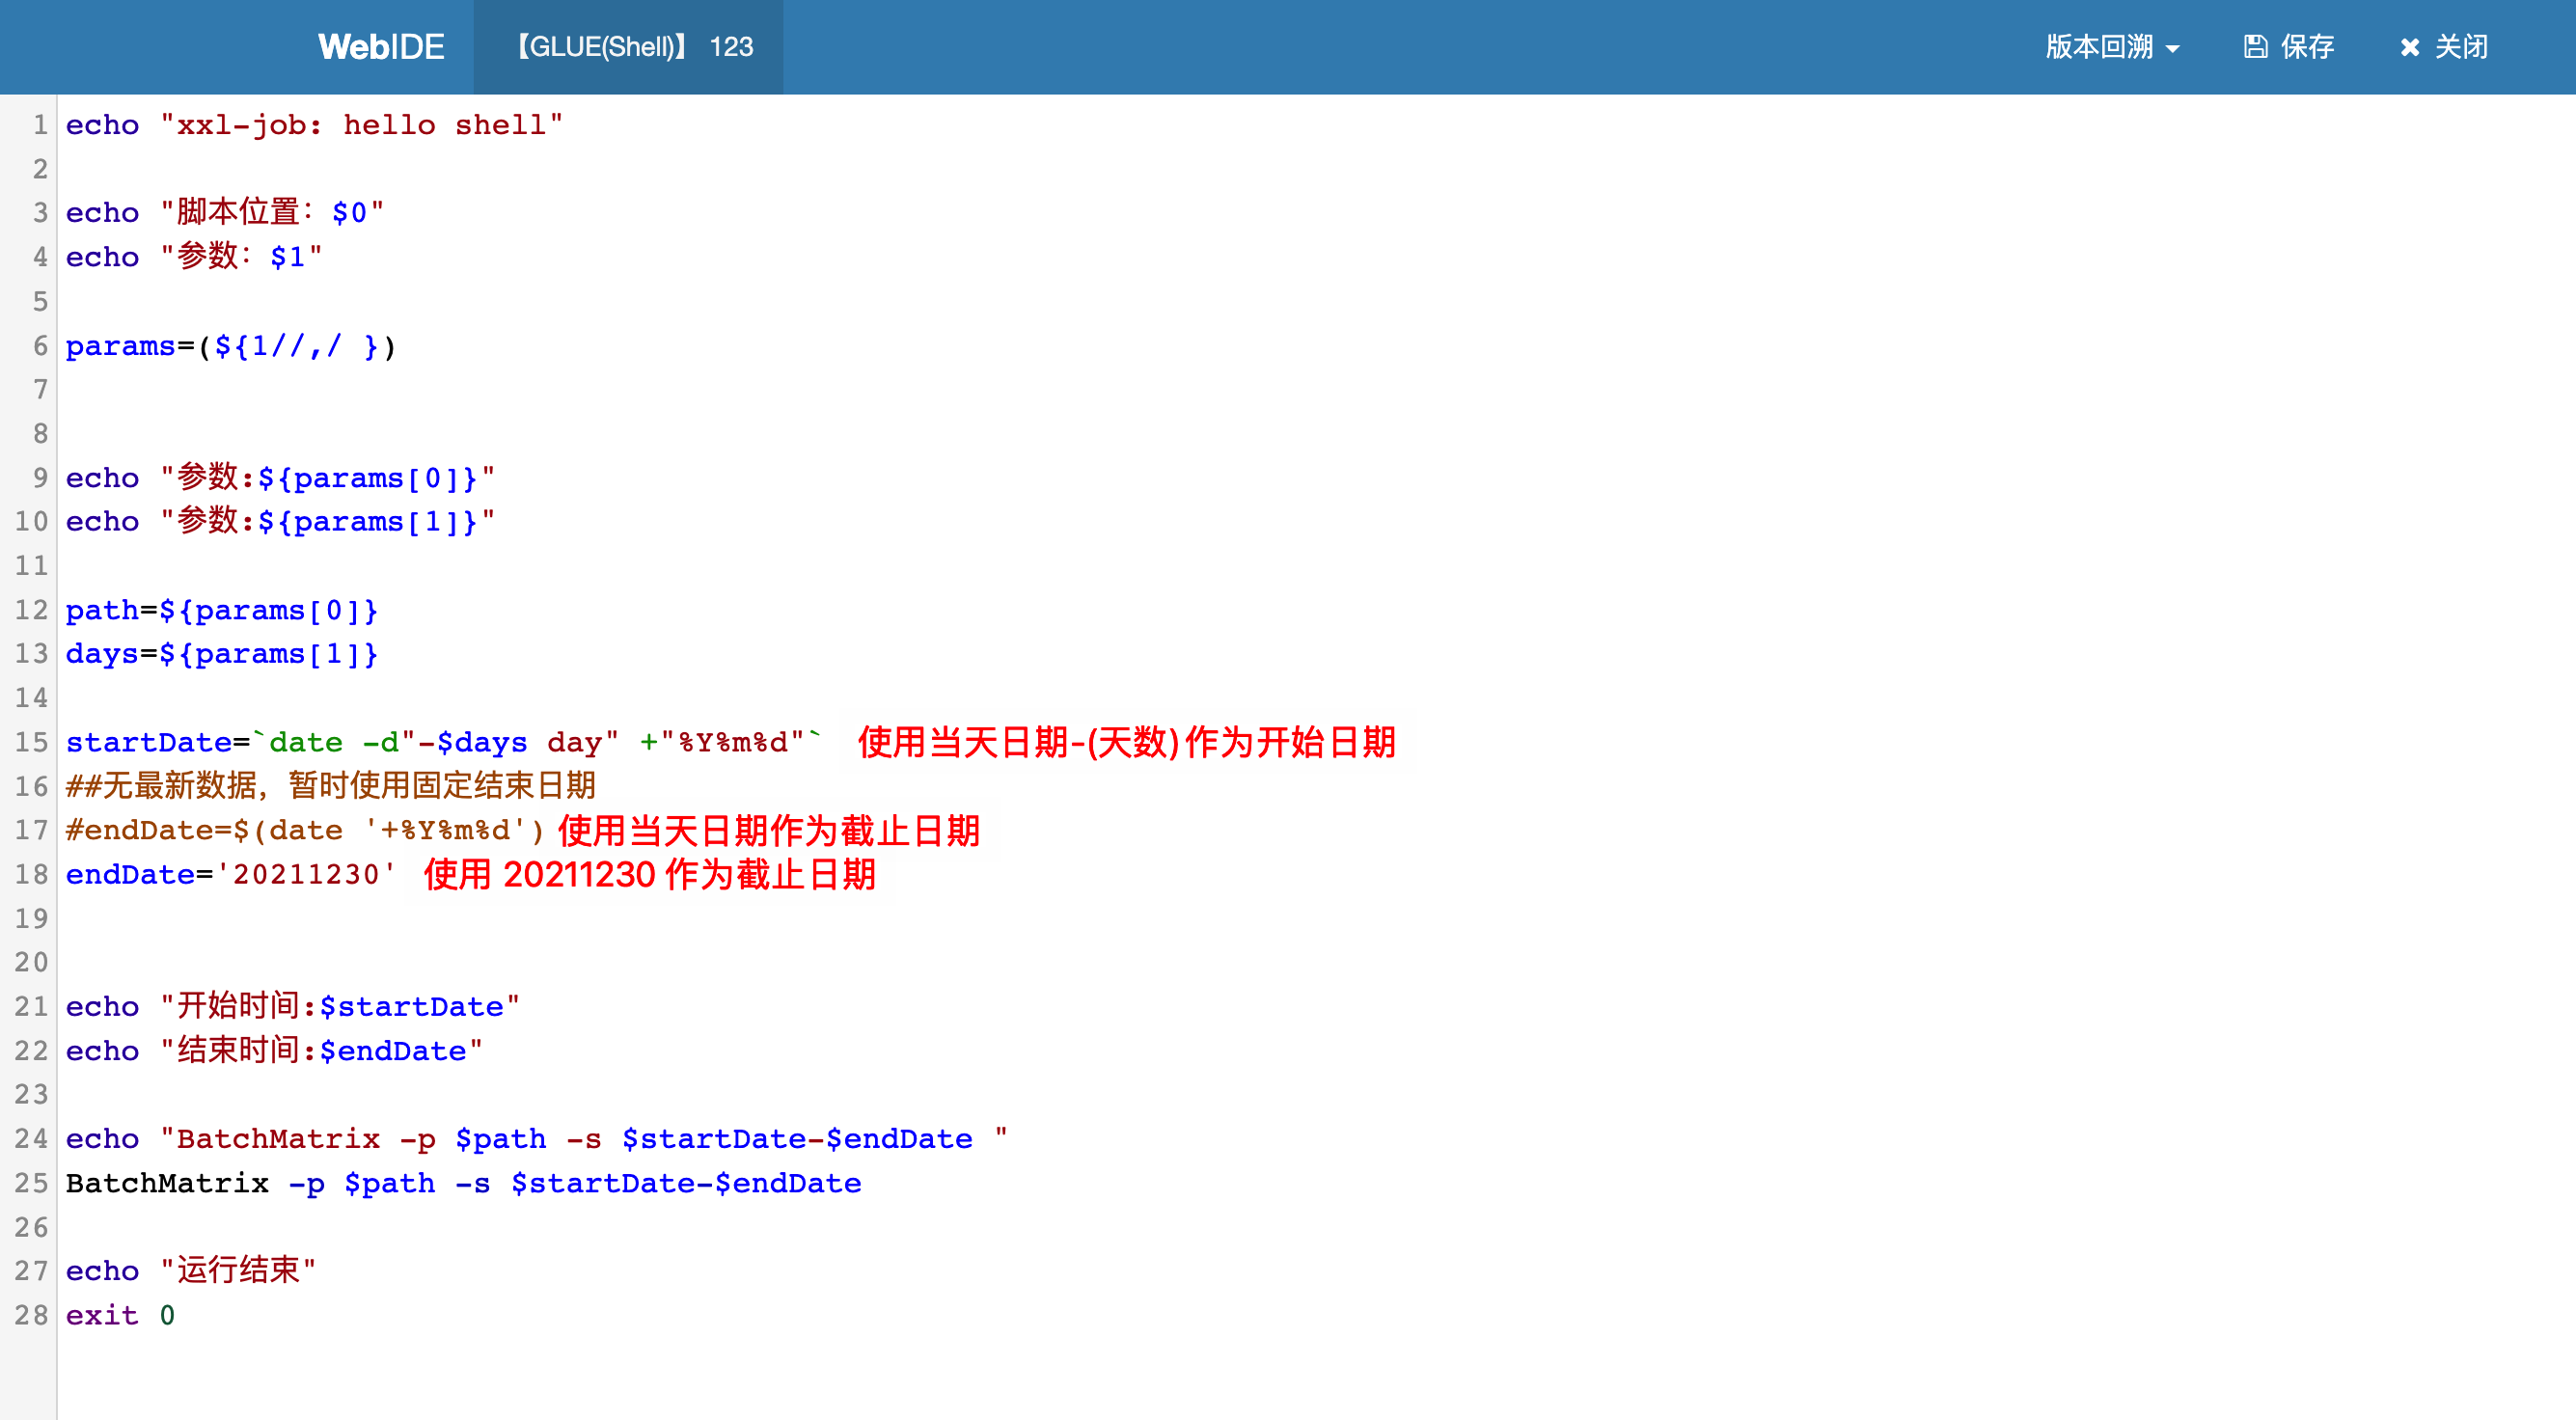 WebIDE 【GLUE(Shell)】 123 版本回溯 保存 关闭
1 echo "xxl-job: hello shell"
2
3 echo "脚本位置：$0"
4 echo "参数：$1"
5
6 params=(${1//,/ })
7
8
9 echo "参数:${params[0]}"
10 echo "参数:${params[1]}"
11
12 path=${params[0]}
13 days=${params[1]}
14
15 startDate=`date -d"-$days day" +"%Y%m%d"` 使用当天日期-(天数)作为开始日期
16 ##无最新数据，暂时使用固定结束日期
17 #endDate=$(date '+%Y%m%d') 使用当天日期作为截止日期
18 endDate='20211230' 使用 20211230 作为截止日期
19
20
21 echo "开始时间:$startDate"
22 echo "结束时间:$endDate"
23
24 echo "BatchMatrix -p $path -s $startDate-$endDate "
25 BatchMatrix -p $path -s $startDate-$endDate
26
27 echo "运行结束"
28 exit 0